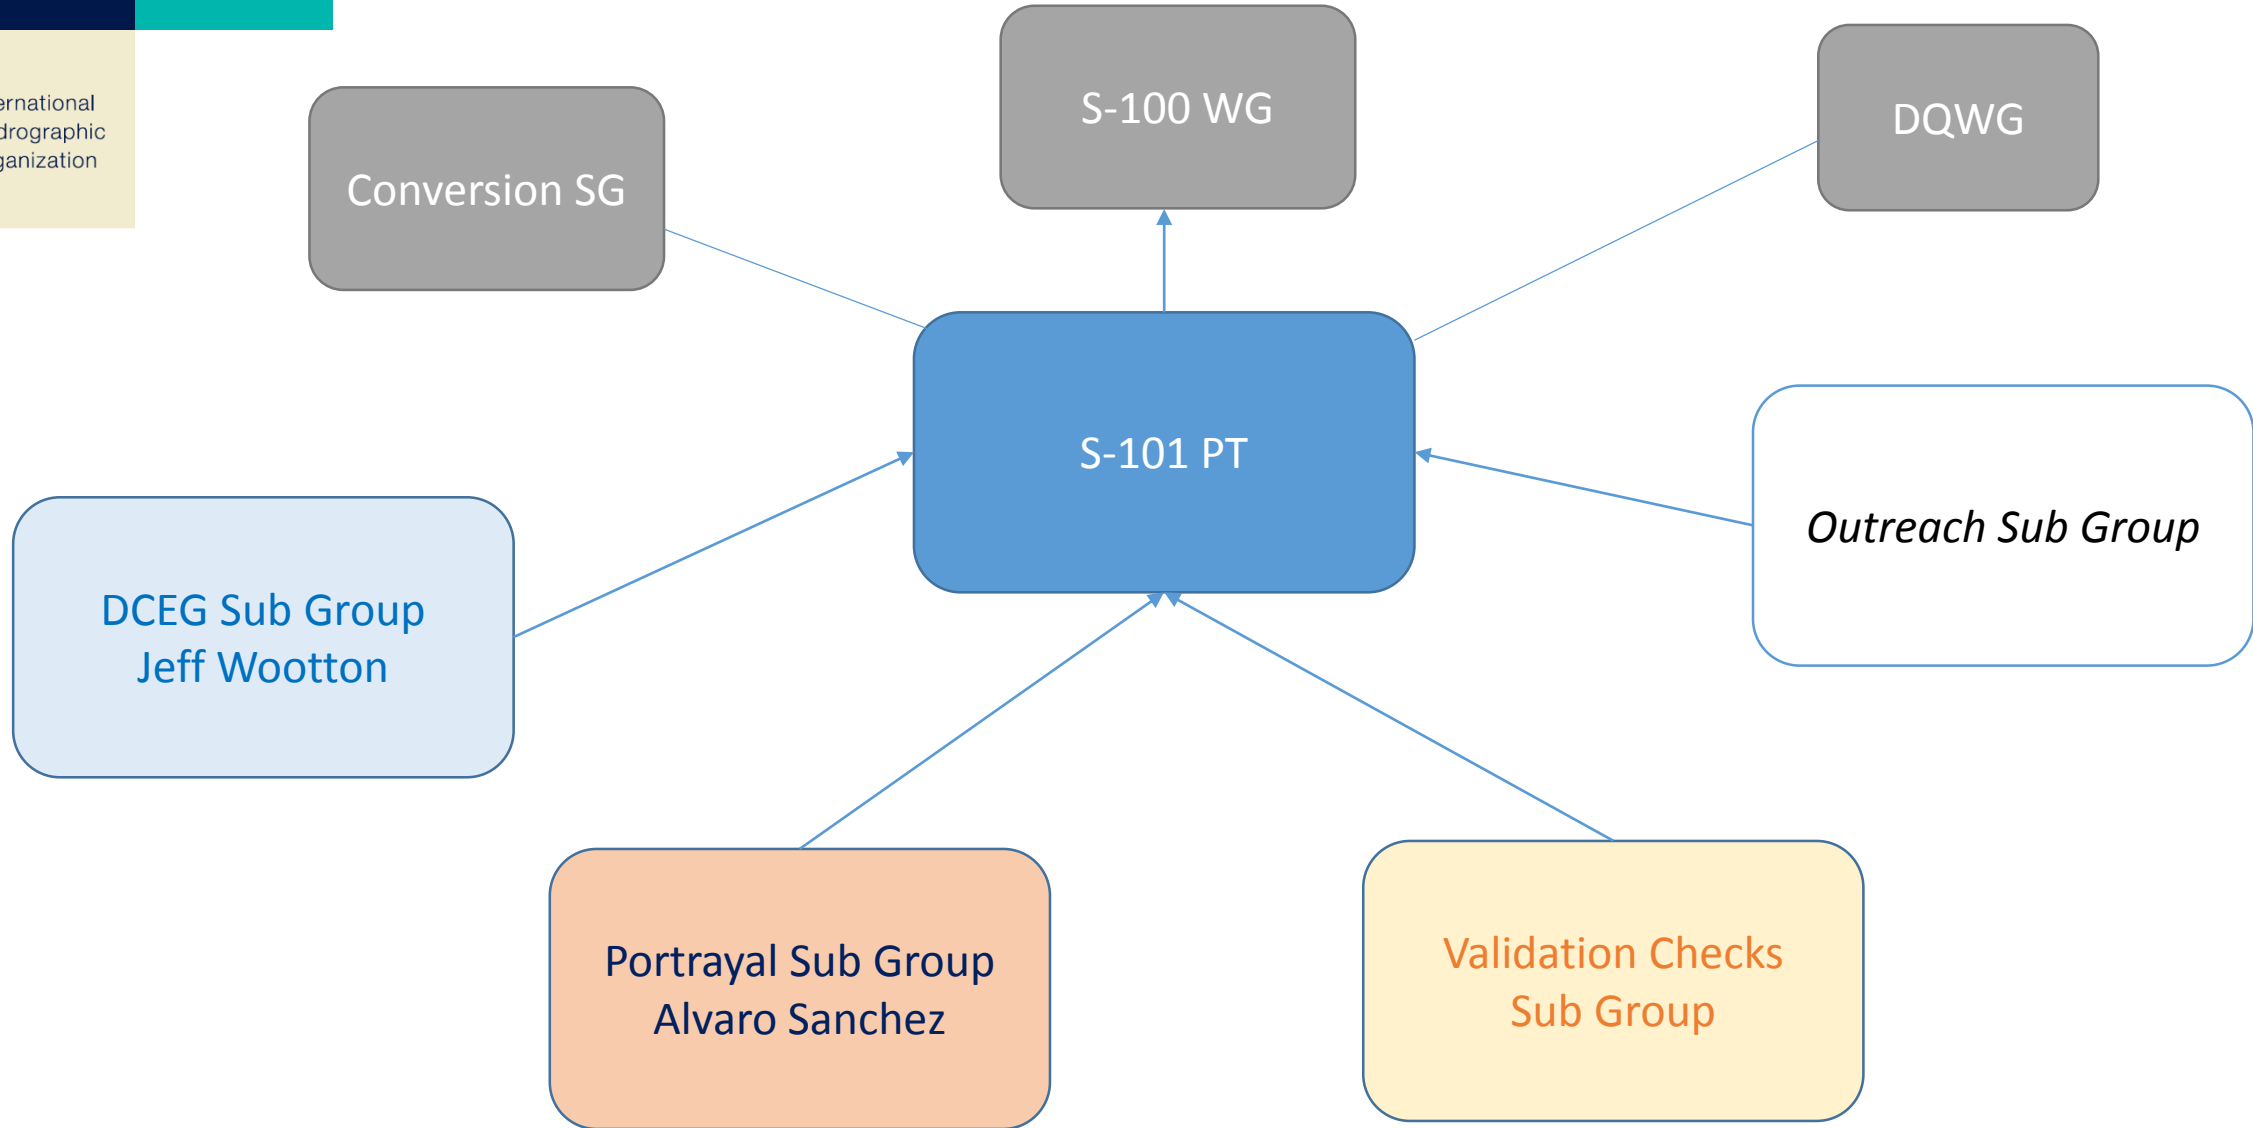 S-100 WG
DQWG
Conversion SG
S-101 PT
Outreach Sub Group
DCEG Sub Group
Jeff Wootton
Portrayal Sub Group
Alvaro Sanchez
Validation Checks
Sub Group
ernational
drographic
ganization